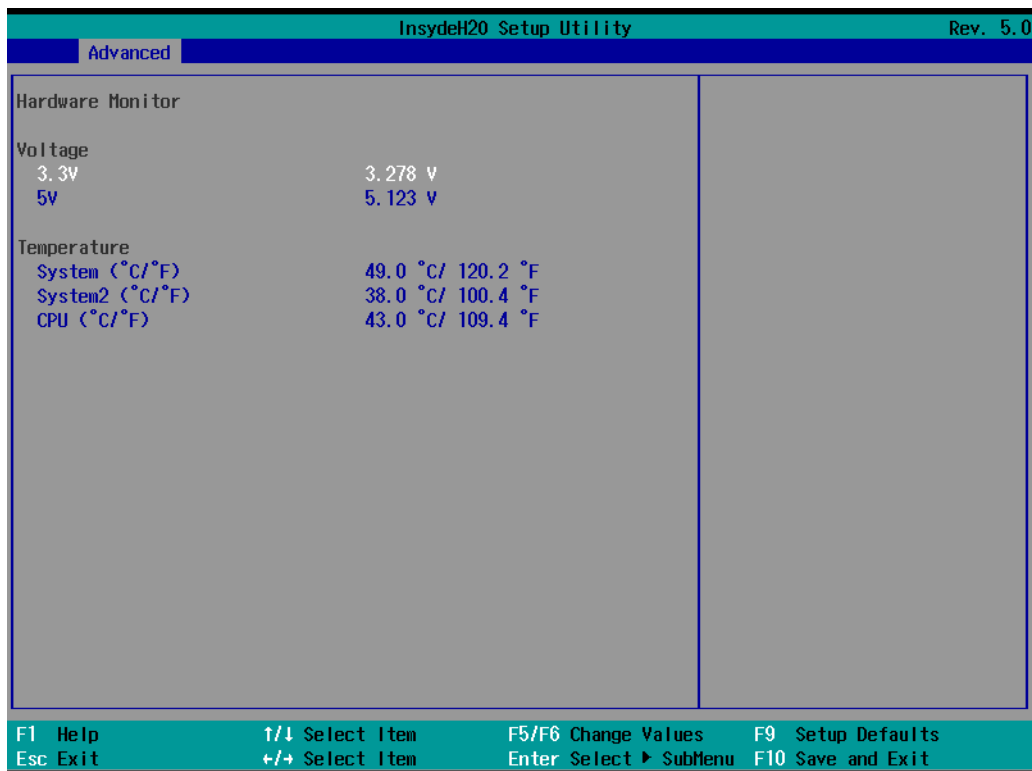 InsydeH20 Setup Utility Rev. 5.0
Advanced
Hardware Monitor
Voltage
3.3V 3.278 V
5V 5.123 V
Temperature
System (°C/°F) 49.0 °C/ 120.2 °F
System2 (°C/°F) 38.0 °C/ 100.4 °F
CPU (°C/°F) 43.0 °C/ 109.4 °F
F1 Help ↑/↓ Select Item F5/F6 Change Values F9 Setup Defaults
Esc Exit ←/→ Select Item Enter Select ▶ SubMenu F10 Save and Exit